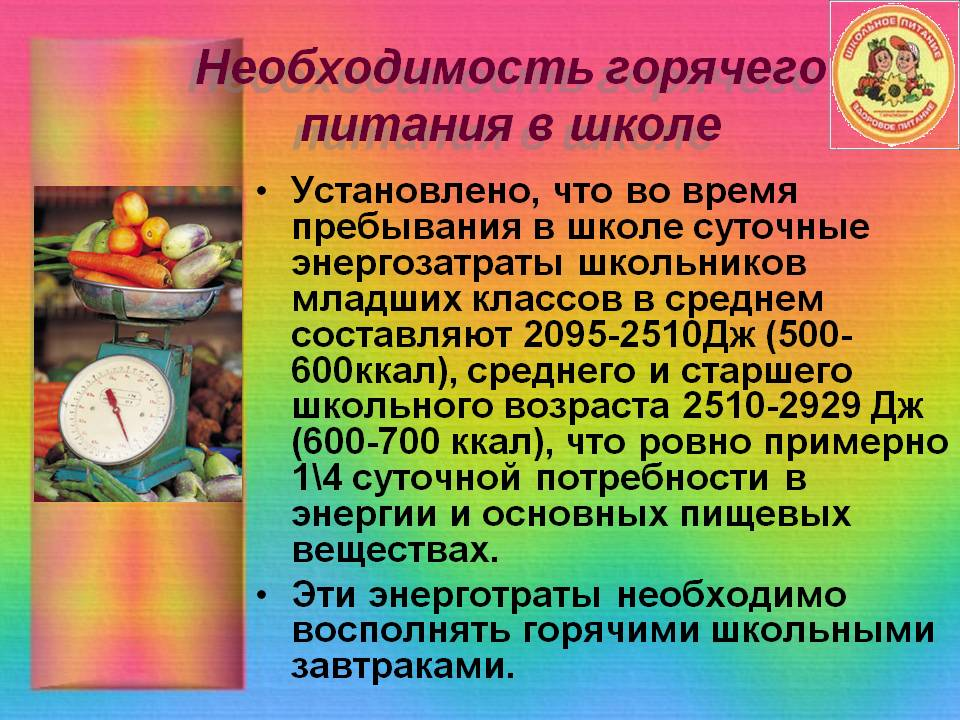 Необходимость горячего
питания в школе
ШКОЛЬНОЕ ПИТАНИЕ
ЗДОРОВОЕ ПИТАНИЕ
• Установлено, что во время
пребывания в школе суточные
энергозатраты школьников
младших классов в среднем
составляют 2095-2510Дж (500-
600ккал), среднего и старшего
школьного возраста 2510-2929 Дж
(600-700 ккал), что ровно примерно
1\4 суточной потребности в
энергии и основных пищевых
веществах.
• Эти энерготраты необходимо
восполнять горячими школьными
завтраками.